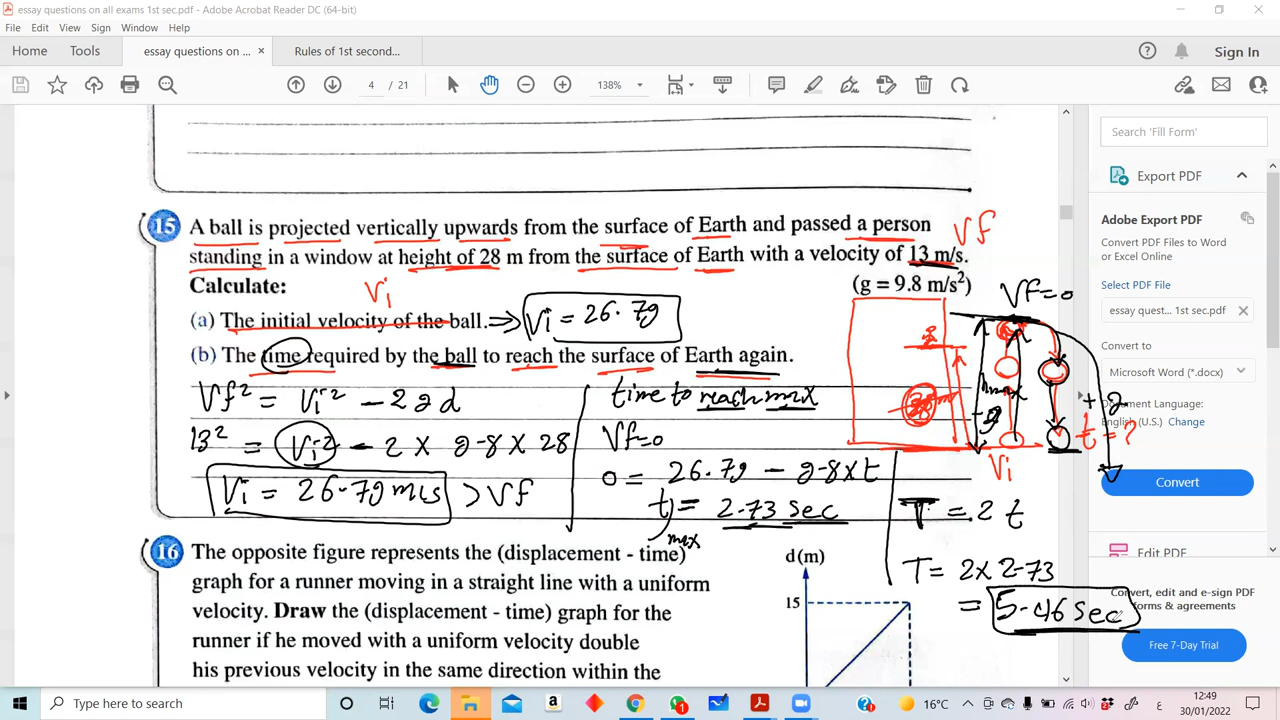 essay questions on all exams 1st sec.pdf - Adobe Acrobat Reader DC (64-bit)
File Edit View Sign Window Help
Home Tools essay questions on ... × Rules of 1st second... Sign In
4 / 21 138%
Search 'Fill Form'
Export PDF
Adobe Export PDF
Convert PDF Files to Word or Excel Online
Select PDF File
essay quest... 1st sec.pdf ×
Convert to
Microsoft Word (*.docx)
Document Language:
English (U.S.) Change
Convert
Edit PDF
Convert, edit and e-sign PDF
forms & agreements
Free 7-Day Trial
15 A ball is projected vertically upwards from the surface of Earth and passed a person
standing in a window at height of 28 m from the surface of Earth with a velocity of 13 m/s.
Vf
Calculate: (g = 9.8 m/s²)
Vi
(a) The initial velocity of the ball. ⇒ Vi = 26.79
(b) The time required by the ball to reach the surface of Earth again.
Vf² = Vi² - 2gd
13² = Vi² - 2 × 9.8 × 28
Vi = 26.79 m/s > Vf
time to reach max
Vf=0
0 = 26.79 - 9.8×t
t = 2.73 sec
max
Vf=0
hmax
-g
+g
t=?
Vi
T = 2t
T = 2×2.73
= 5.46 sec
16 The opposite figure represents the (displacement - time)
graph for a runner moving in a straight line with a uniform
velocity. Draw the (displacement - time) graph for the
runner if he moved with a uniform velocity double
his previous velocity in the same direction within the
d(m)
15
Type here to search
16°C
ع
12:49
30/01/2022